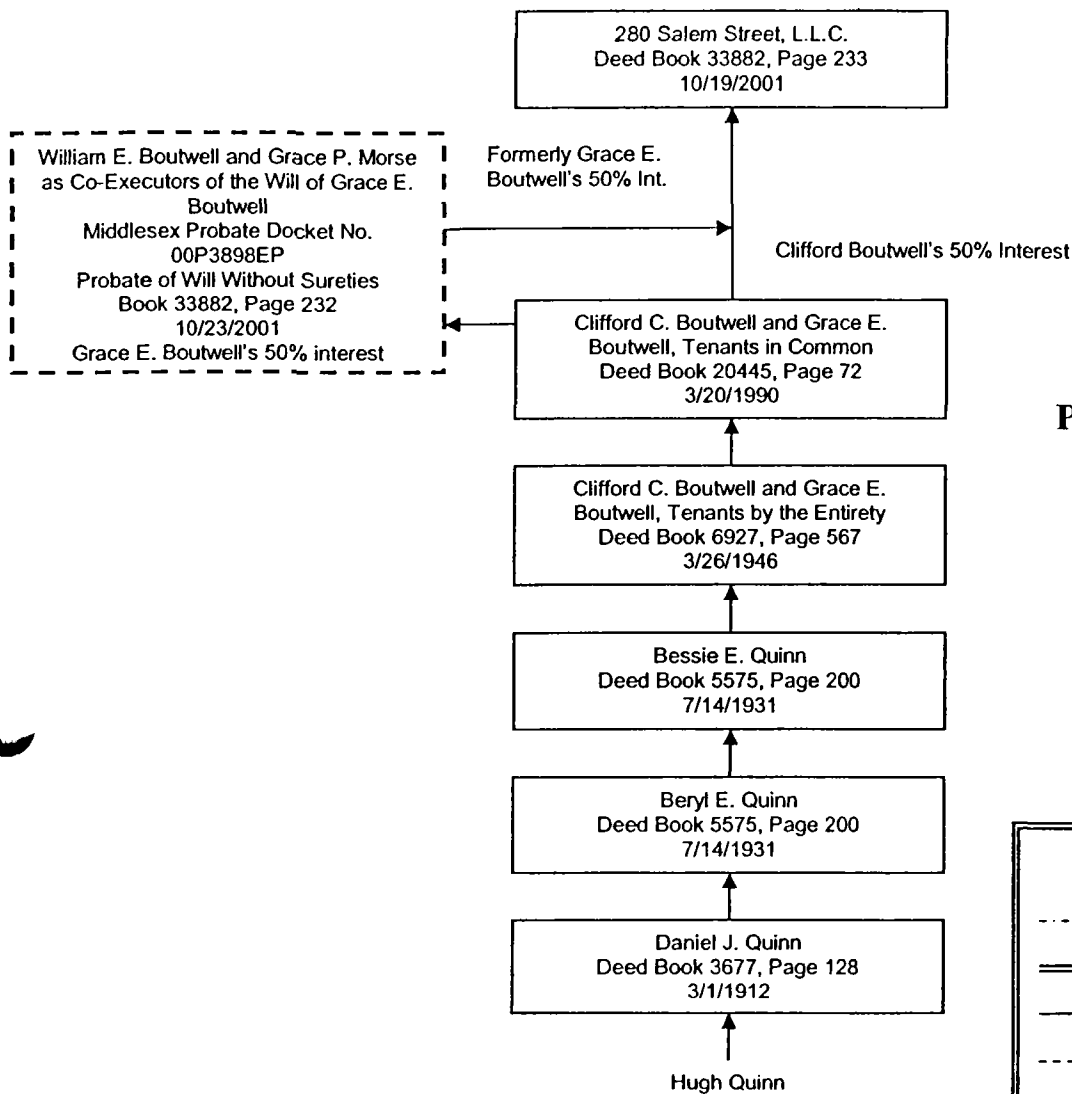 280 Salem Street, L.L.C.
Deed Book 33882, Page 233
10/19/2001
William E. Boutwell and Grace P. Morse
as Co-Executors of the Will of Grace E.
Boutwell
Middlesex Probate Docket No.
00P3898EP
Probate of Will Without Sureties
Book 33882, Page 232
10/23/2001
Grace E. Boutwell's 50% interest
Formerly Grace E.
Boutwell's 50% Int.
Clifford Boutwell's 50% Interest
Clifford C. Boutwell and Grace E.
Boutwell, Tenants in Common
Deed Book 20445, Page 72
3/20/1990
P
Clifford C. Boutwell and Grace E.
Boutwell, Tenants by the Entirety
Deed Book 6927, Page 567
3/26/1946
Bessie E. Quinn
Deed Book 5575, Page 200
7/14/1931
Beryl E. Quinn
Deed Book 5575, Page 200
7/14/1931
Daniel J. Quinn
Deed Book 3677, Page 128
3/1/1912
Hugh Quinn